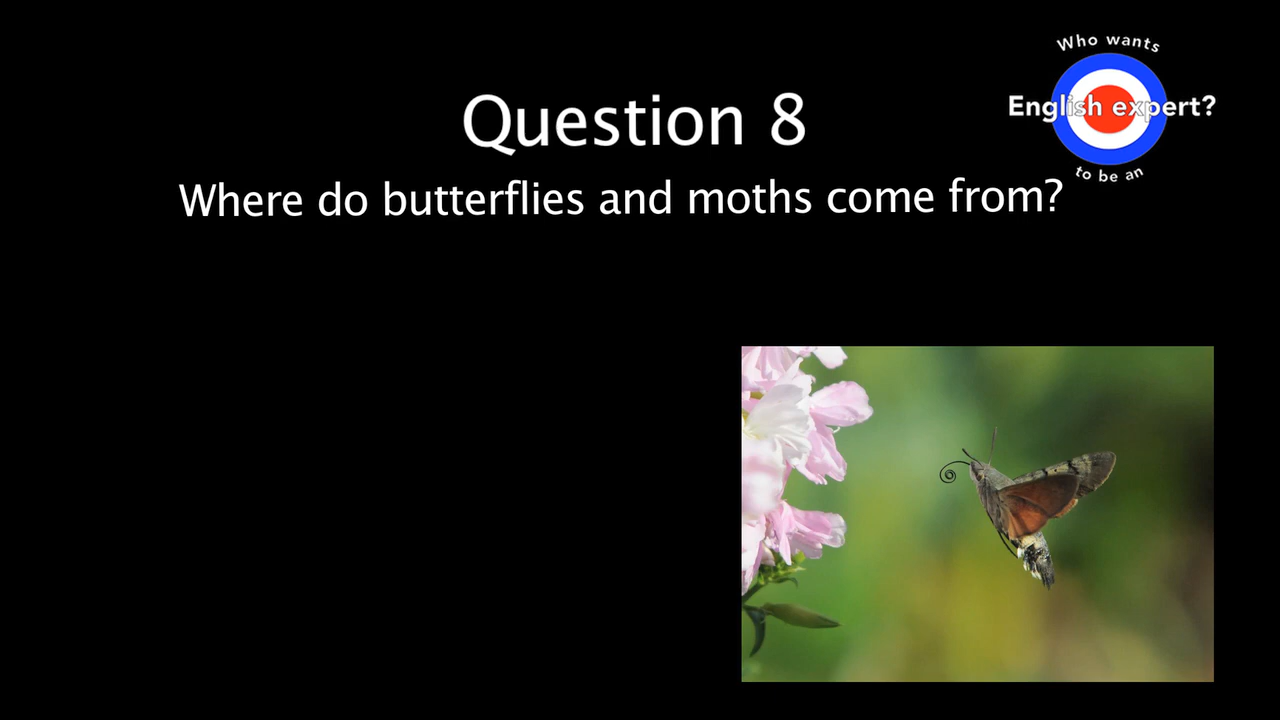 Who wants
English expert?
to be an
Question 8
Where do butterflies and moths come from?